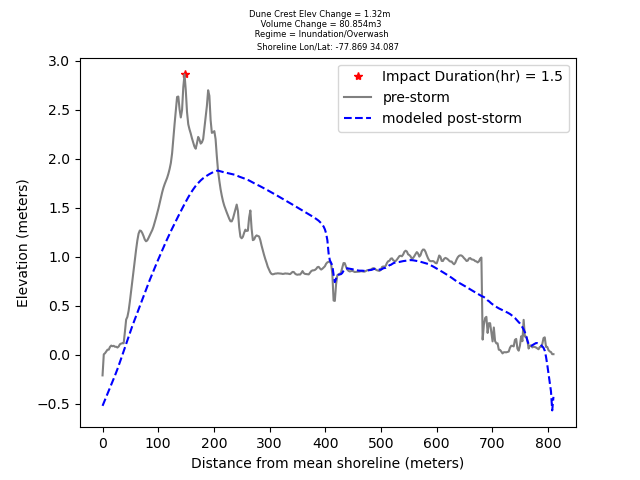 Dune Crest Elev Change = 1.32m
Volume Change = 80.854m3
Regime = Inundation/Overwash
Shoreline Lon/Lat: -77.869 34.087
Impact Duration(hr) = 1.5
pre-storm
modeled post-storm
3.0
2.5
2.0
1.5
1.0
0.5
0.0
−0.5
Elevation (meters)
0 100 200 300 400 500 600 700 800
Distance from mean shoreline (meters)